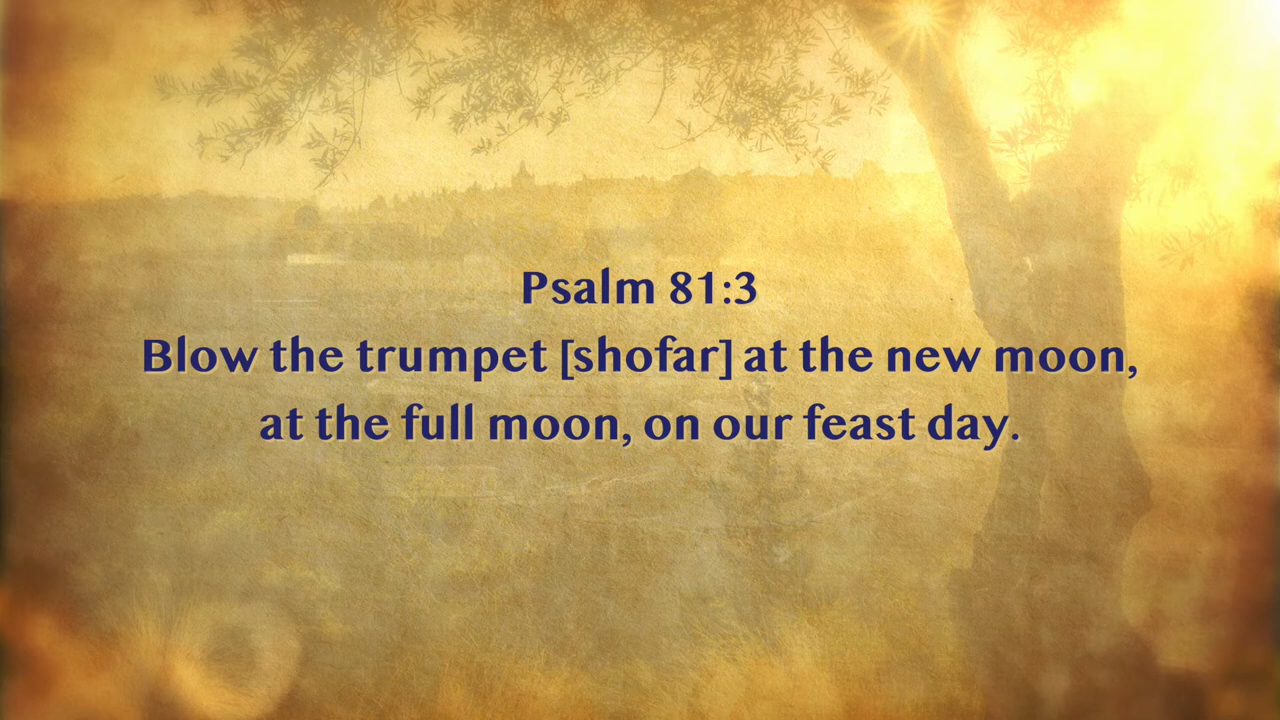 Psalm 81:3
Blow the trumpet [shofar] at the new moon,
at the full moon, on our feast day.